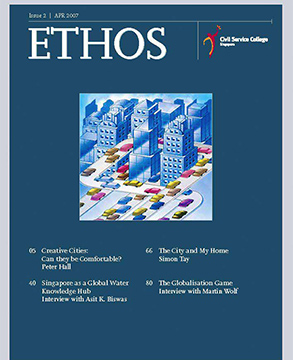 Issue 2 | APR 2007
ETHOS
Civil Service College
Singapore
05 Creative Cities:
Can they be Comfortable?
Peter Hall
40 Singapore as a Global Water
Knowledge Hub
Interview with Asit K. Biswas
66 The City and My Home
Simon Tay
80 The Globalisation Game
Interview with Martin Wolf